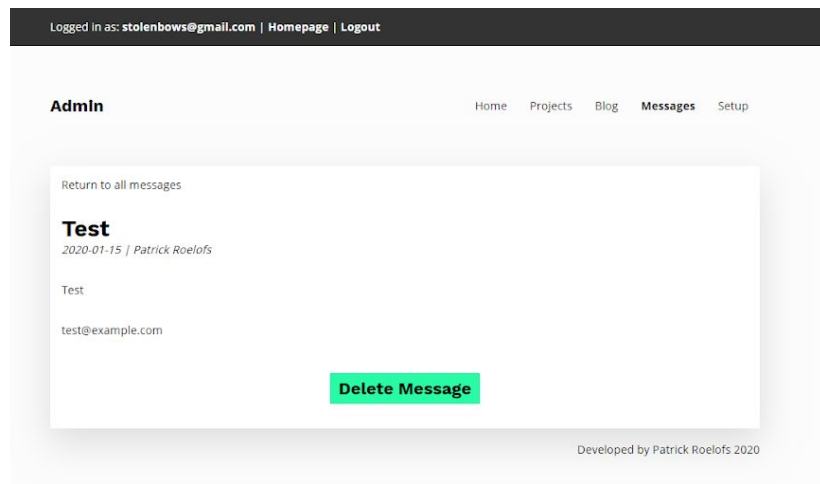 Logged in as: stolenbows@gmail.com | Homepage | Logout
Admin
Home Projects Blog Messages Setup
Return to all messages
Test
2020-01-15 | Patrick Roelofs
Test
test@example.com
Delete Message
Developed by Patrick Roelofs 2020